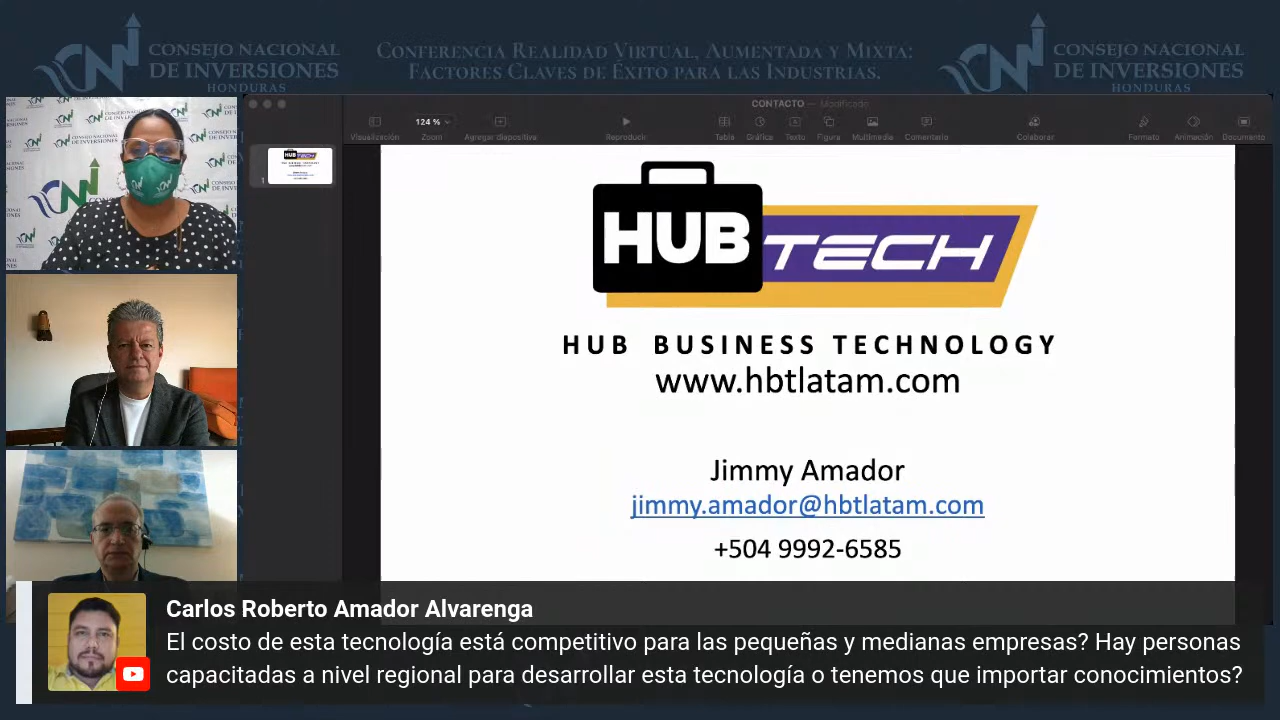 CONSEJO NACIONAL
DE INVERSIONES
HONDURAS
Conferencia Realidad Virtual, Aumentada y Mixta:
Factores Claves de Éxito para las Industrias.
CONSEJO NACIONAL
DE INVERSIONES
HONDURAS
CONTACTO — Modificado
124 %
Visualización
Zoom
Agregar diapositiva
Reproducir
Tabla
Gráfica
Texto
Figura
Multimedia
Comentario
Colaborar
Formato
Animación
Documento
1
HUB TECH
HUB BUSINESS TECHNOLOGY
www.hbtlatam.com
Jimmy Amador
jimmy.amador@hbtlatam.com
+504 9992-6585
Carlos Roberto Amador Alvarenga
El costo de esta tecnología está competitivo para las pequeñas y medianas empresas? Hay personas
capacitadas a nivel regional para desarrollar esta tecnología o tenemos que importar conocimientos?